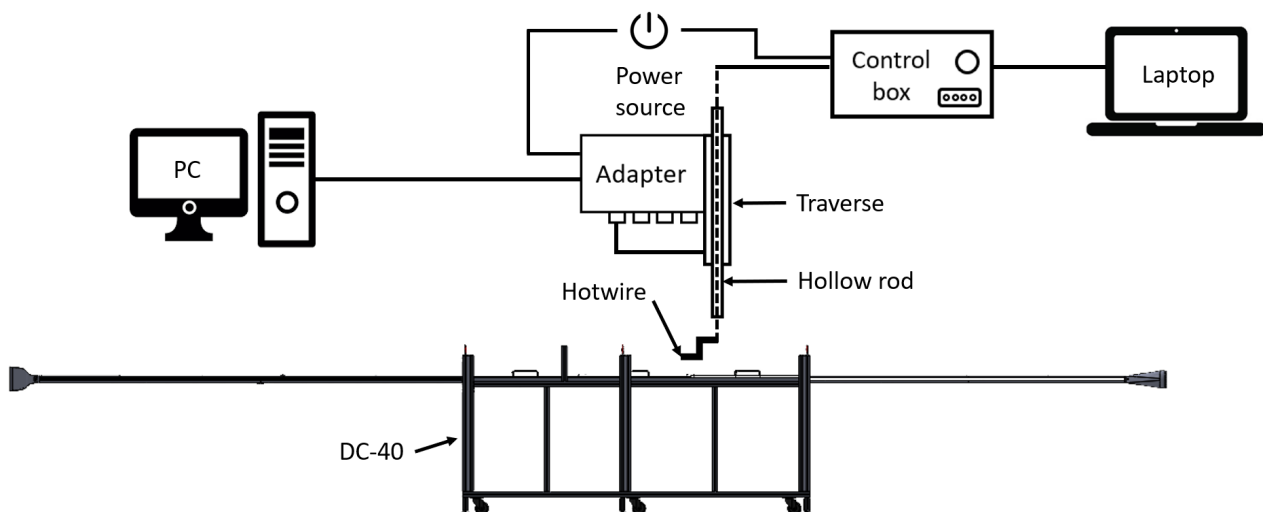 Power
source
Control
box
Laptop
PC
Adapter
Traverse
Hollow rod
Hotwire
DC-40